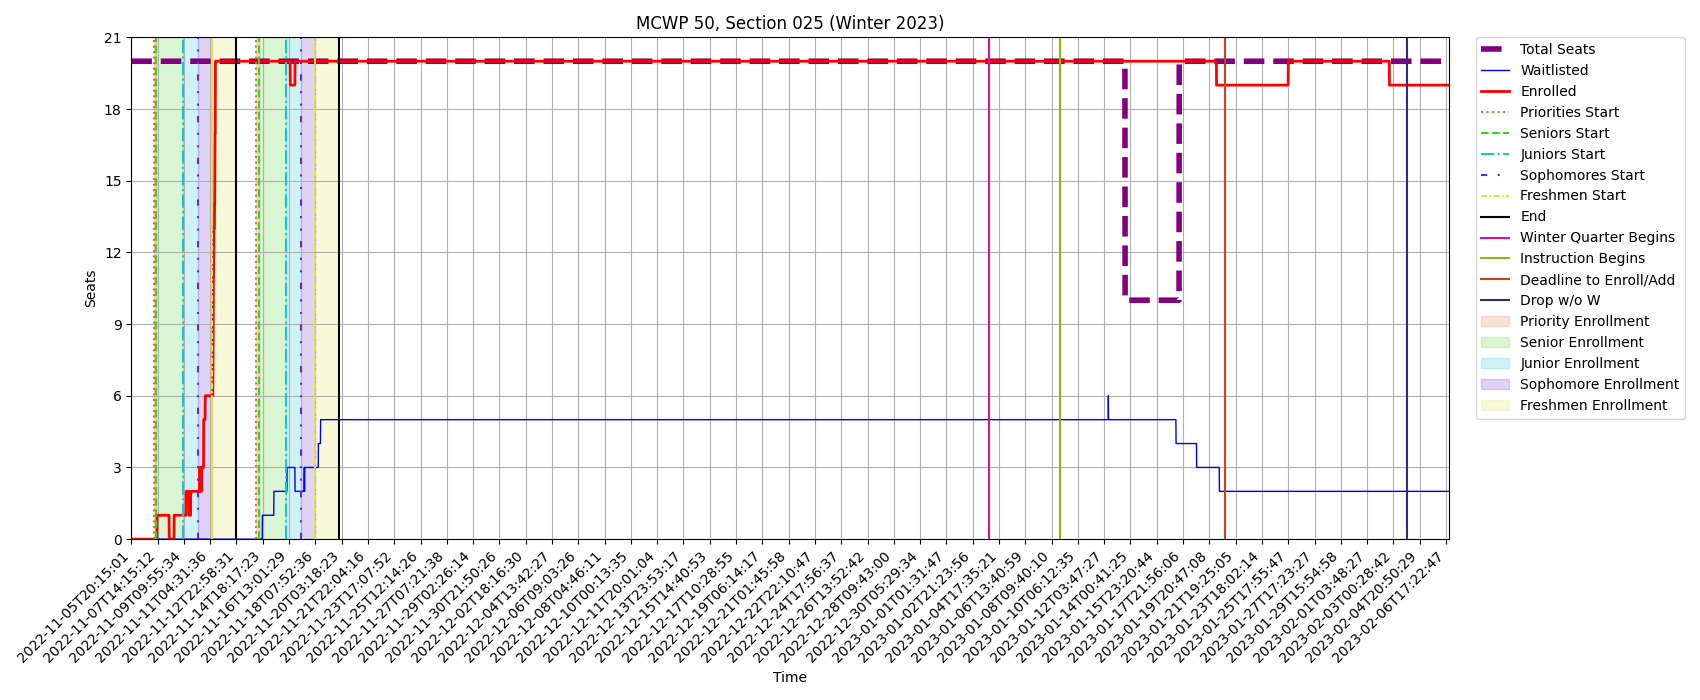 MCWP 50, Section 025 (Winter 2023)
21
18
15
12
9
6
3
0
Seats
Total Seats
Waitlisted
Enrolled
Priorities Start
Seniors Start
Juniors Start
Sophomores Start
Freshmen Start
End
Winter Quarter Begins
Instruction Begins
Deadline to Enroll/Add
Drop w/o W
Priority Enrollment
Senior Enrollment
Junior Enrollment
Sophomore Enrollment
Freshmen Enrollment
2022-11-05T20:15:01
2022-11-07T14:15:12
2022-11-09T09:55:34
2022-11-11T04:31:36
2022-11-12T22:58:31
2022-11-14T18:17:23
2022-11-16T13:01:29
2022-11-18T07:52:36
2022-11-20T03:18:23
2022-11-21T22:04:16
2022-11-23T17:07:52
2022-11-25T12:14:26
2022-11-27T07:21:38
2022-11-29T02:26:14
2022-11-30T21:50:26
2022-12-02T18:16:30
2022-12-04T13:42:27
2022-12-06T09:03:26
2022-12-08T04:46:11
2022-12-10T00:13:35
2022-12-11T20:01:04
2022-12-13T23:53:17
2022-12-15T14:40:53
2022-12-17T10:28:55
2022-12-19T06:14:17
2022-12-21T01:45:58
2022-12-22T22:10:47
2022-12-24T17:56:37
2022-12-26T13:52:42
2022-12-28T09:43:00
2022-12-30T05:29:34
2023-01-01T01:31:47
2023-01-02T21:23:56
2023-01-04T17:35:21
2023-01-06T13:40:59
2023-01-08T09:40:10
2023-01-10T06:12:35
2023-01-12T03:47:27
2023-01-14T00:41:25
2023-01-15T23:20:44
2023-01-17T21:56:06
2023-01-19T20:47:08
2023-01-21T19:25:05
2023-01-23T18:02:14
2023-01-25T17:55:47
2023-01-27T17:23:27
2023-01-29T15:54:58
2023-02-01T03:48:27
2023-02-03T00:28:42
2023-02-04T20:50:29
2023-02-06T17:22:47
Time